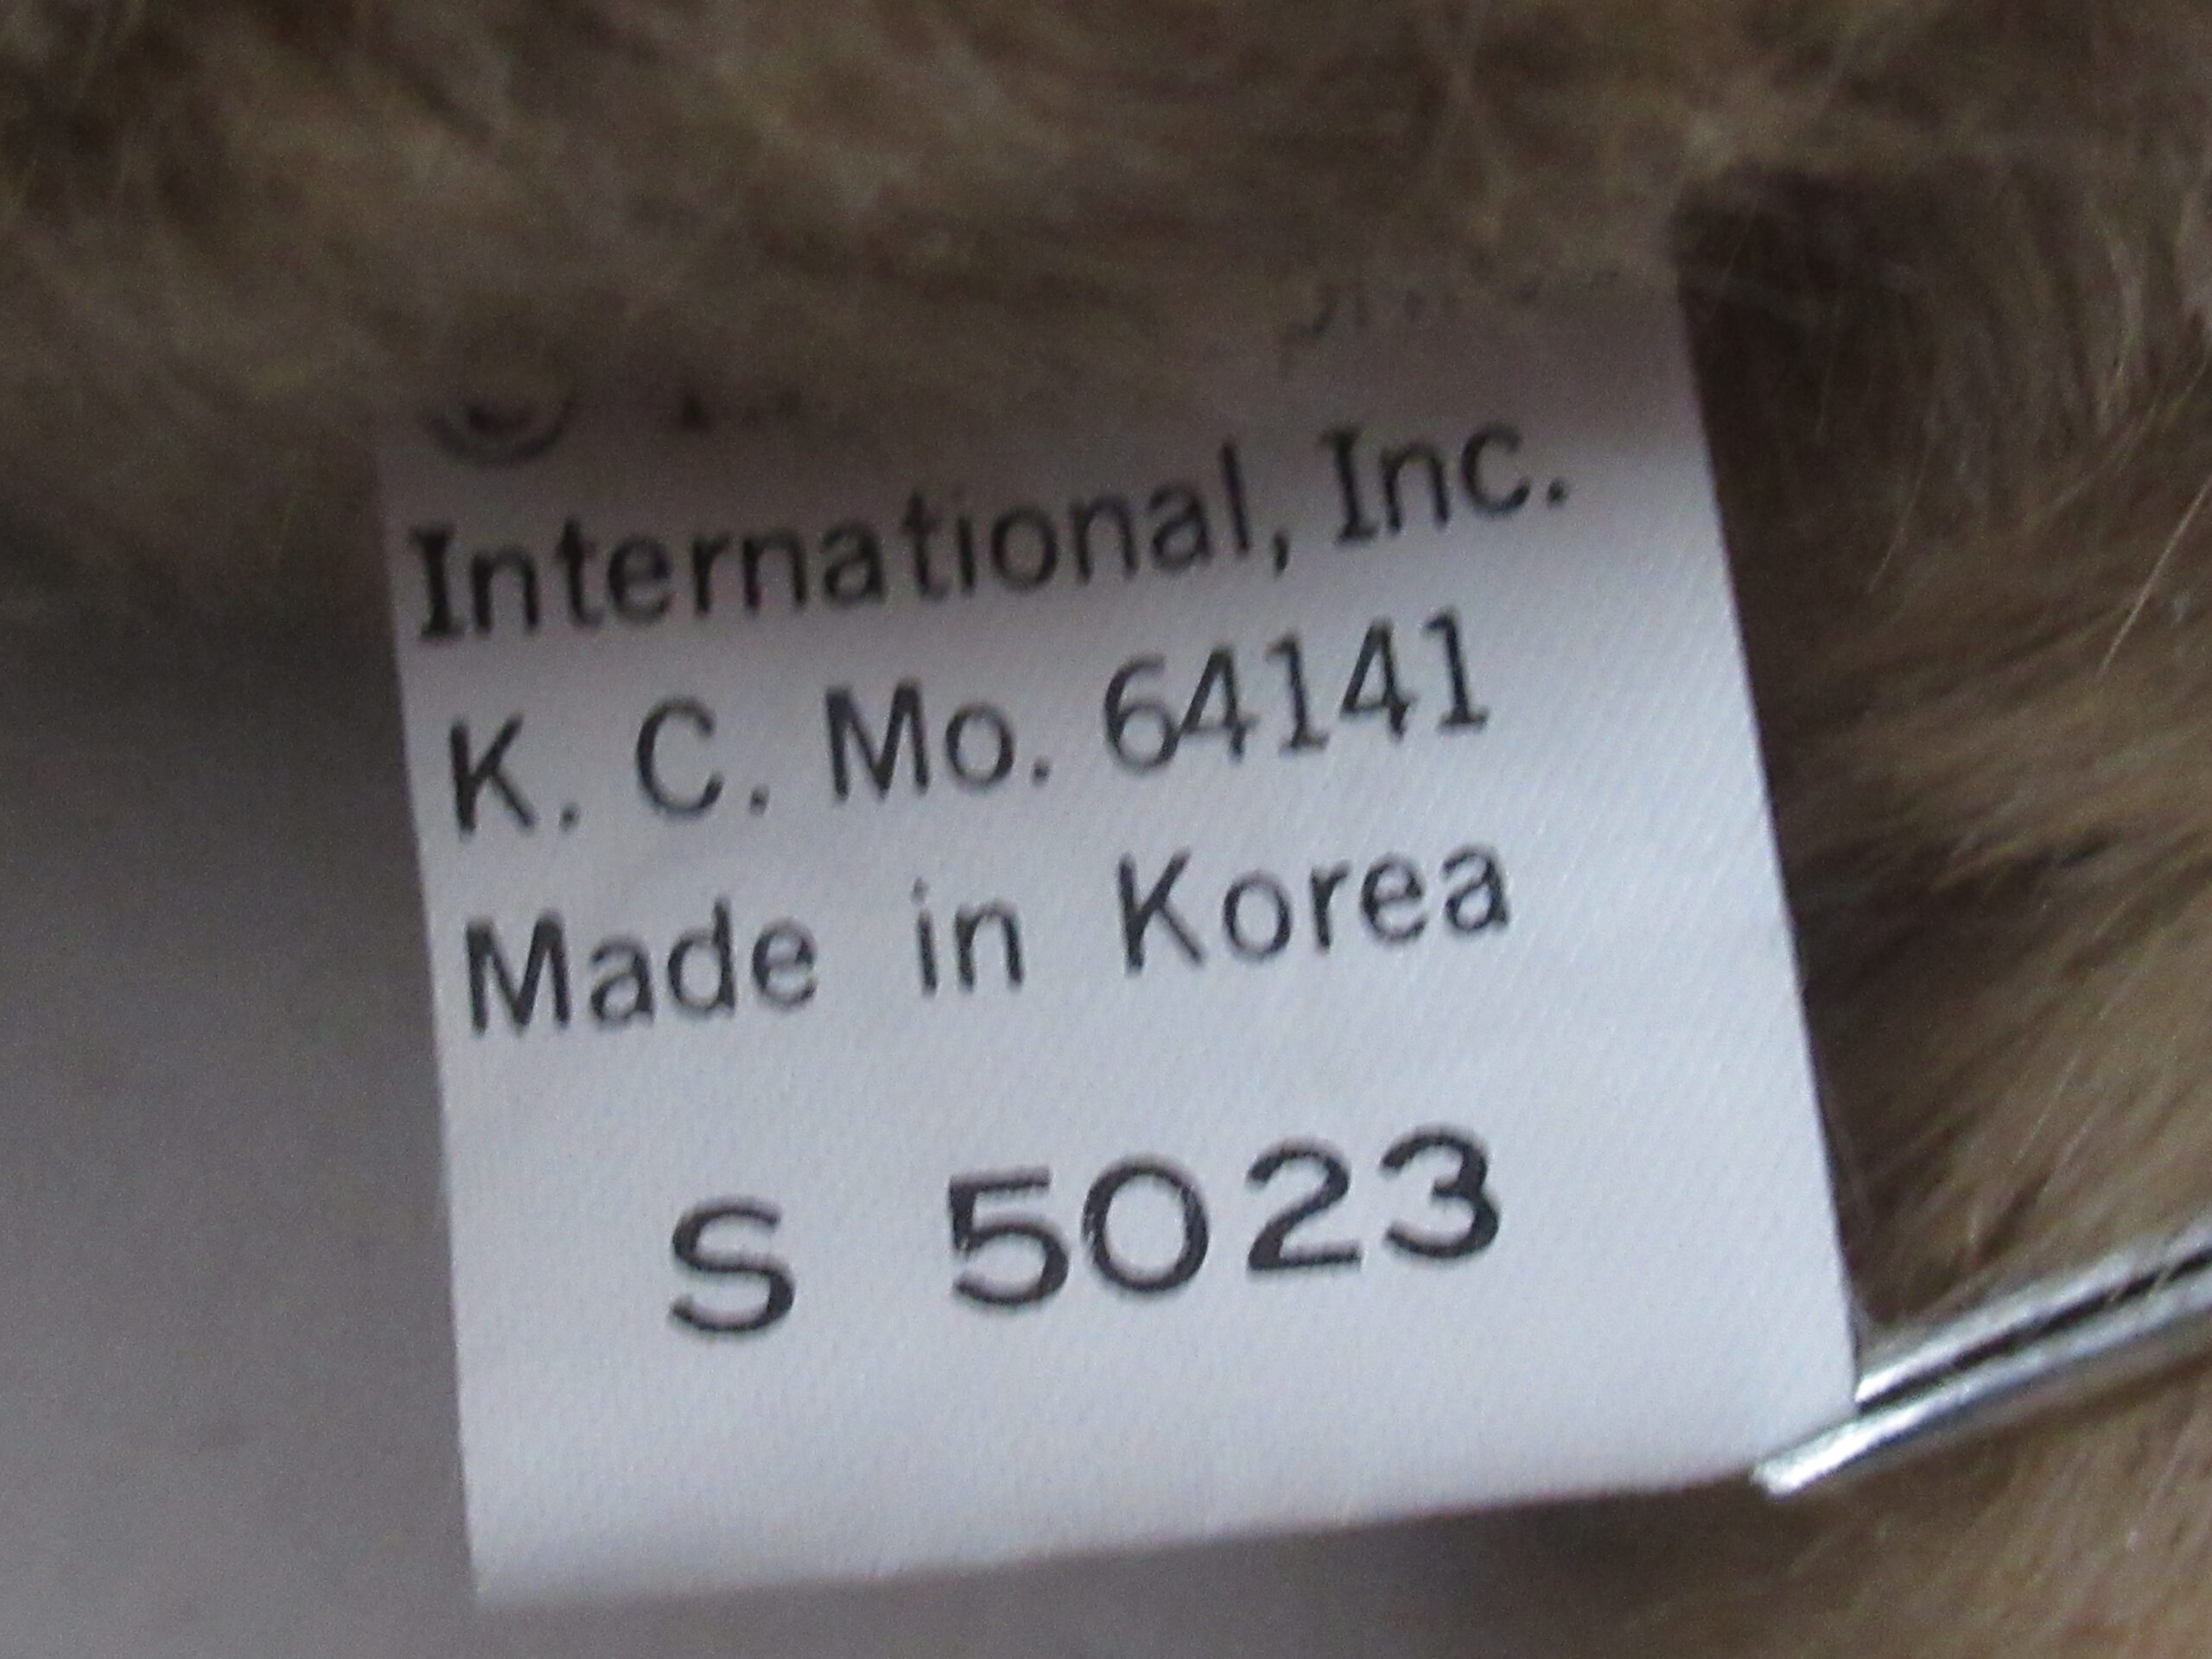 ©
International, Inc.
K. C. Mo. 64141
Made in Korea
S 5023